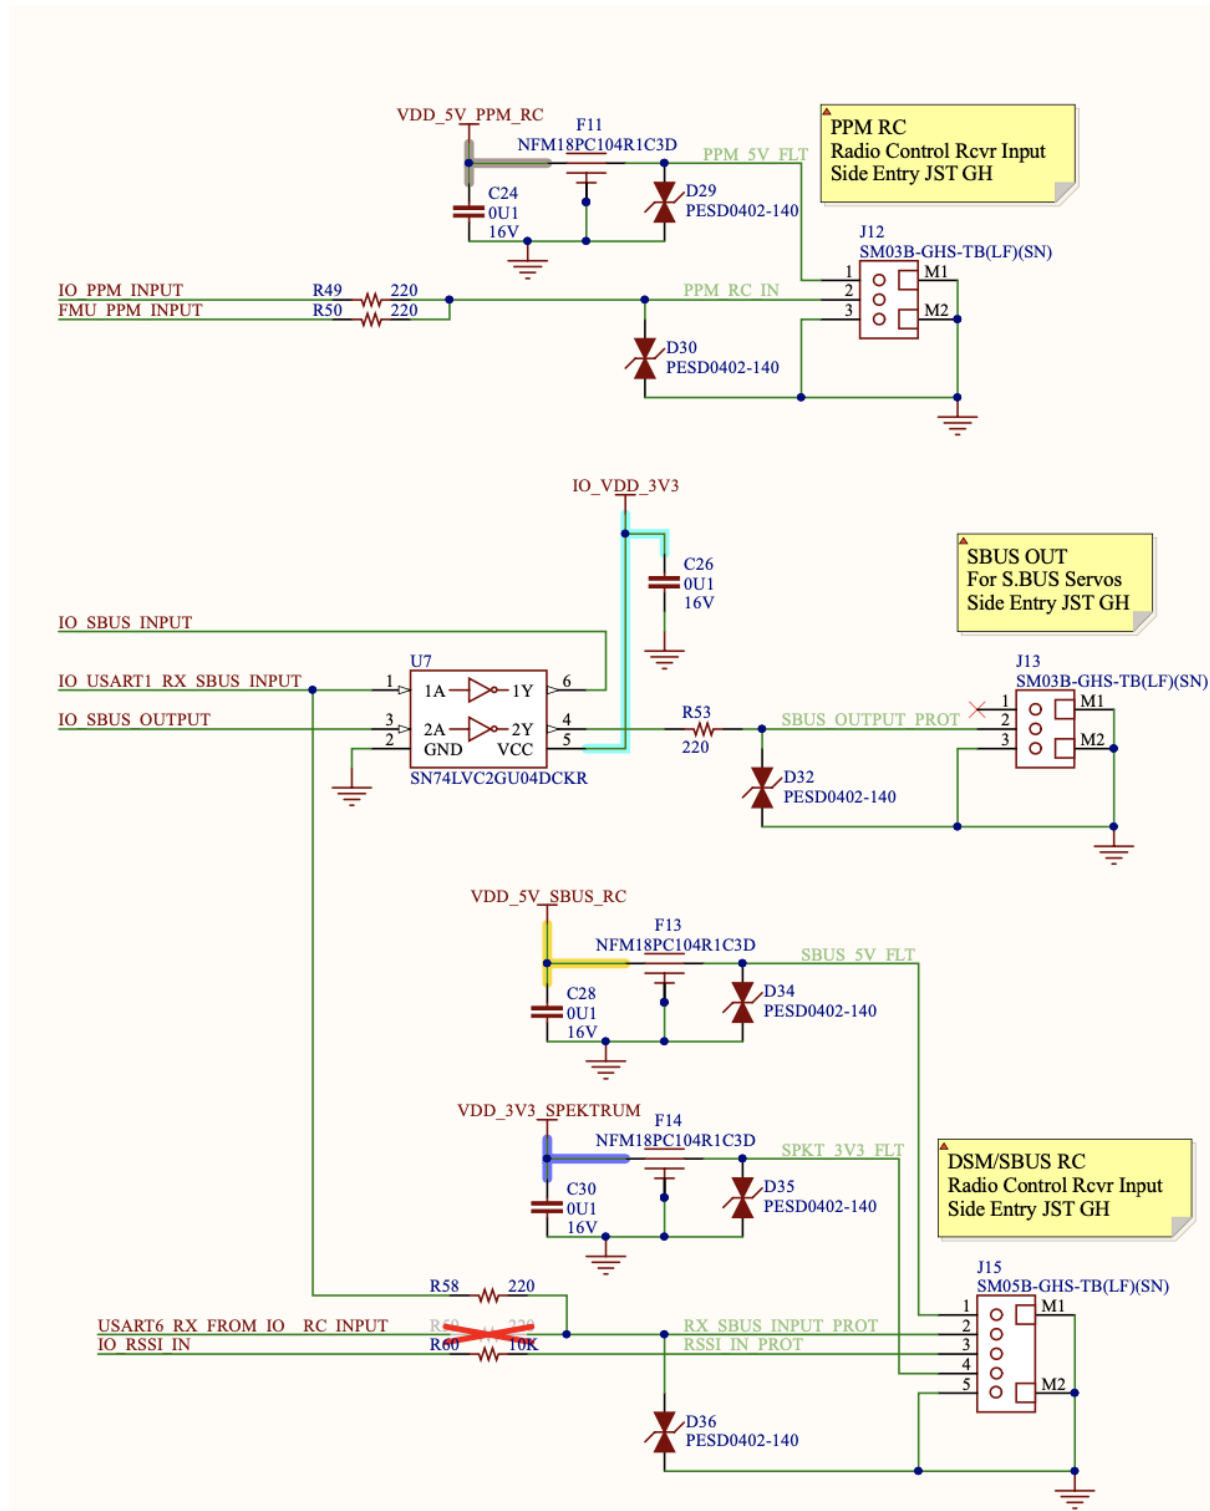 VDD_5V_PPM_RC
F11
NFM18PC104R1C3D
PPM_5V_FLT
PPM RC
Radio Control Rcvr Input
Side Entry JST GH
C24
0U1
16V
D29
PESD0402-140
J12
SM03B-GHS-TB(LF)(SN)
IO_PPM_INPUT
R49
220
PPM_RC_IN
1
2
3
M1
M2
FMU_PPM_INPUT
R50
220
D30
PESD0402-140
IO_VDD_3V3
C26
0U1
16V
SBUS OUT
For S.BUS Servos
Side Entry JST GH
IO_SBUS_INPUT
U7
IO_USART1_RX_SBUS_INPUT
1
1A
1Y
6
IO_SBUS_OUTPUT
3
2A
2Y
4
2
GND
VCC
5
SN74LVC2GU04DCKR
R53
220
SBUS_OUTPUT_PROT
J13
SM03B-GHS-TB(LF)(SN)
1
2
3
M1
M2
D32
PESD0402-140
VDD_5V_SBUS_RC
F13
NFM18PC104R1C3D
SBUS_5V_FLT
C28
0U1
16V
D34
PESD0402-140
VDD_3V3_SPEKTRUM
F14
NFM18PC104R1C3D
SPKT_3V3_FLT
C30
0U1
16V
D35
PESD0402-140
DSM/SBUS RC
Radio Control Rcvr Input
Side Entry JST GH
J15
SM05B-GHS-TB(LF)(SN)
R58
220
USART6_RX_FROM_IO__RC_INPUT
RX_SBUS_INPUT_PROT
IO_RSSI_IN
R60
10K
RSSI_IN_PROT
1
2
3
4
5
M1
M2
D36
PESD0402-140